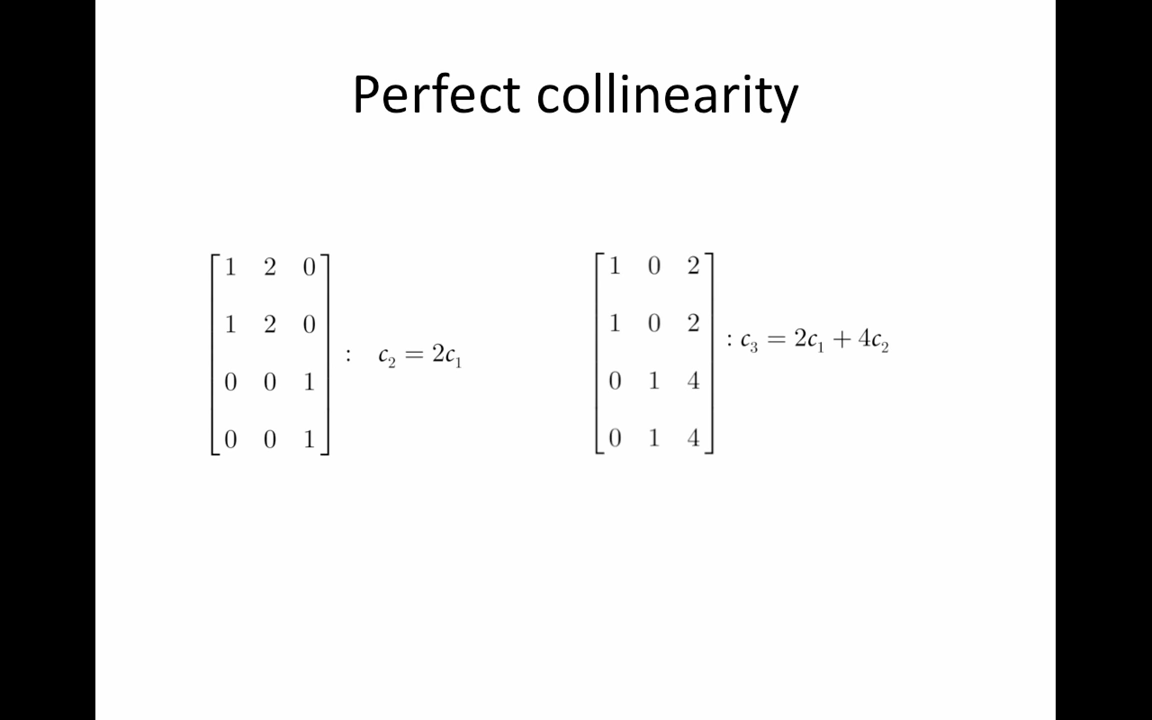 Perfect collinearity
1 2 0
1 2 0
0 0 1
0 0 1
: c₂ = 2c₁
1 0 2
1 0 2
0 1 4
0 1 4
: c₃ = 2c₁ + 4c₂